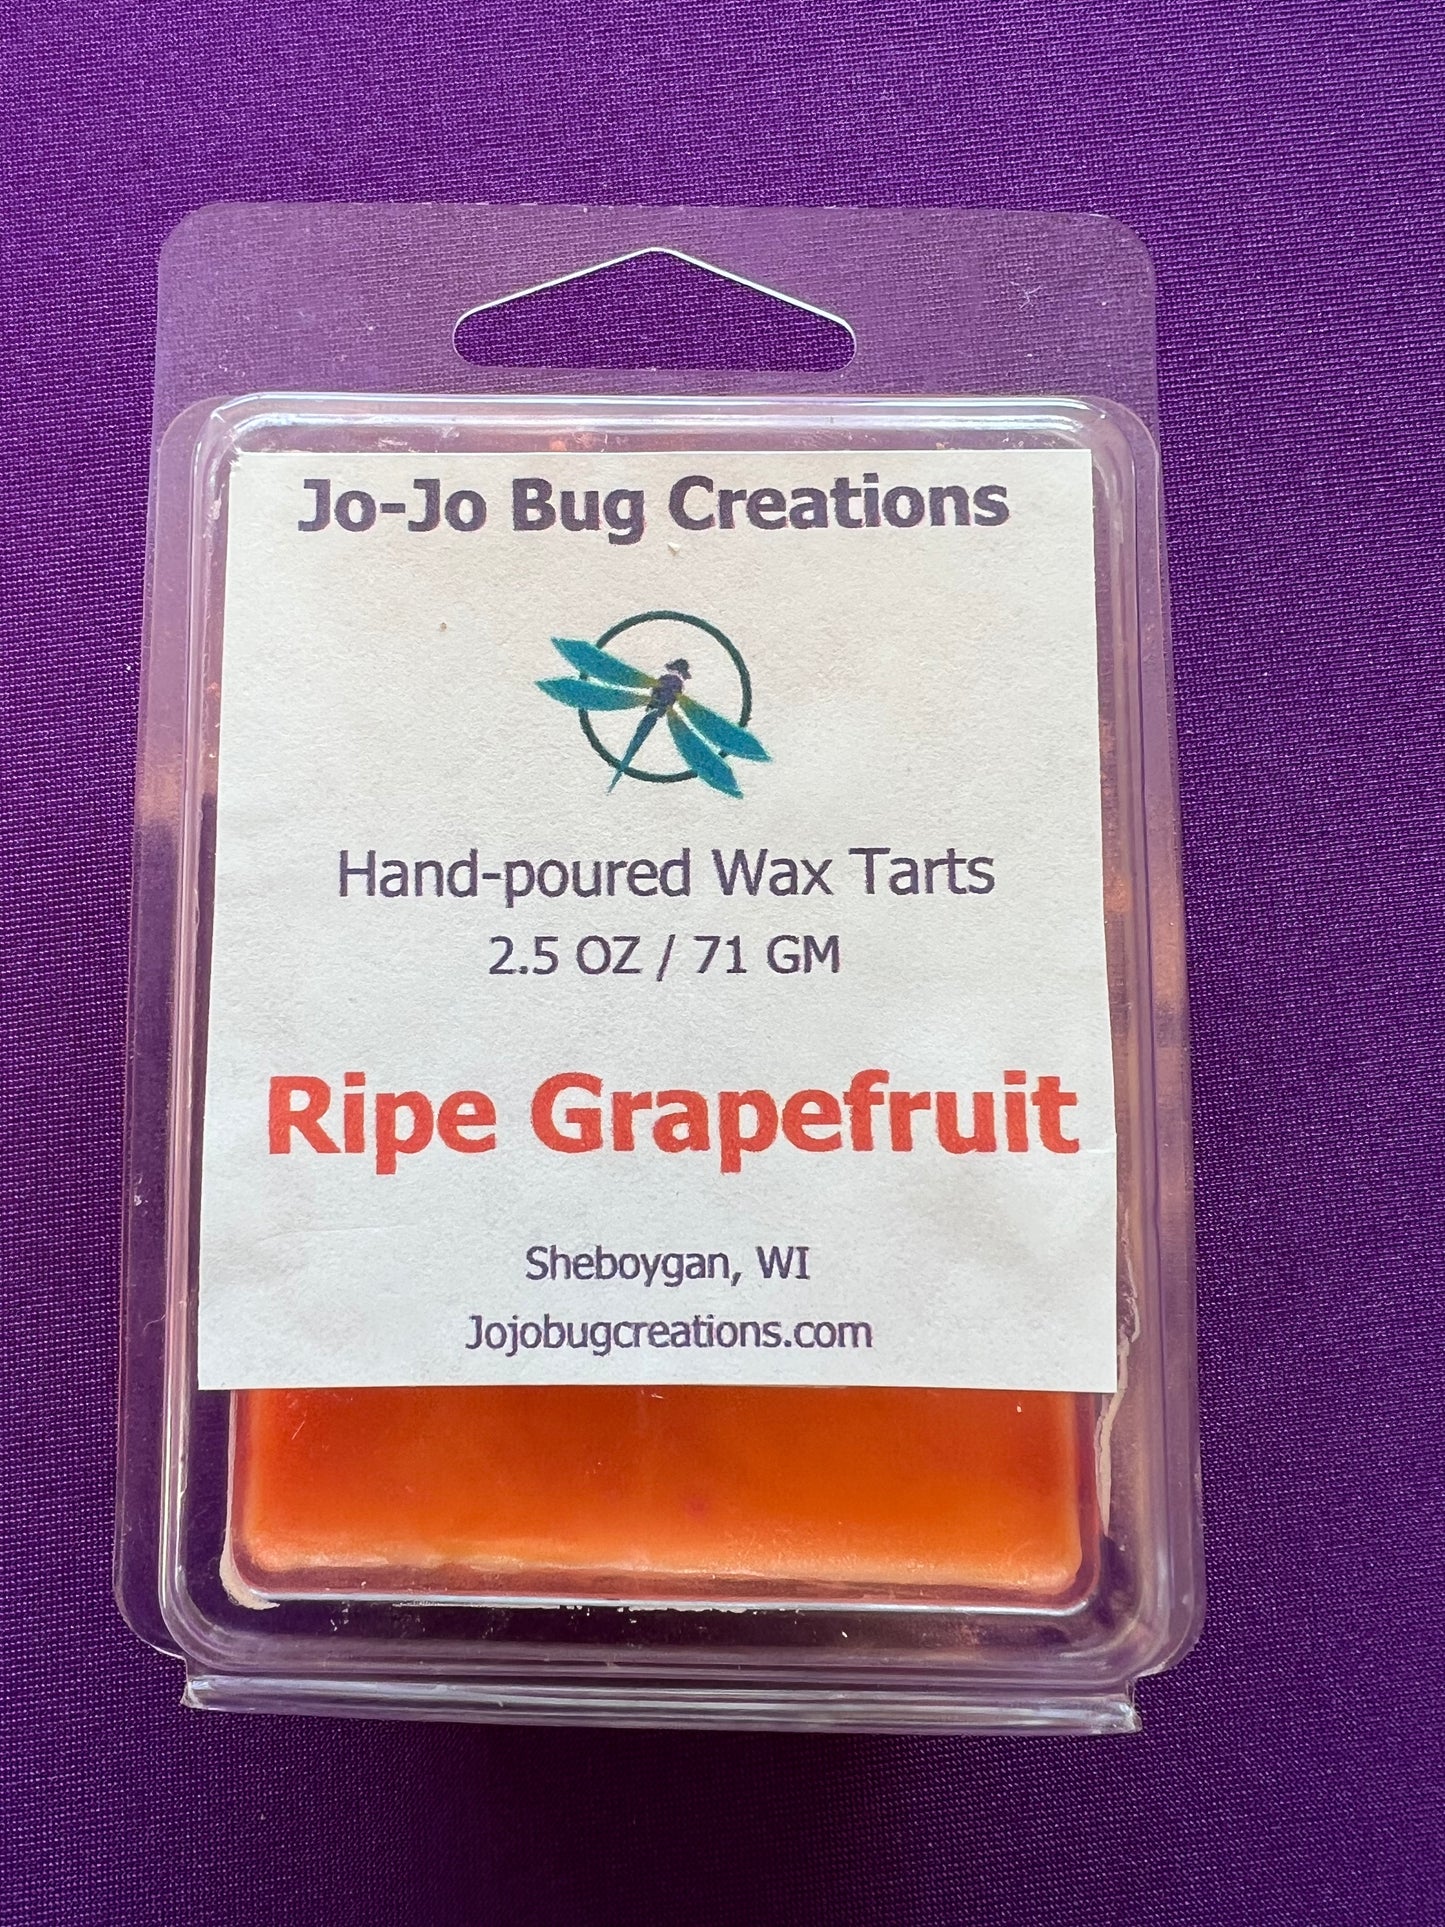 Jo-Jo Bug Creations
Hand-poured Wax Tarts
2.5 OZ / 71 GM
Ripe Grapefruit
Sheboygan, WI
Jojobugcreations.com